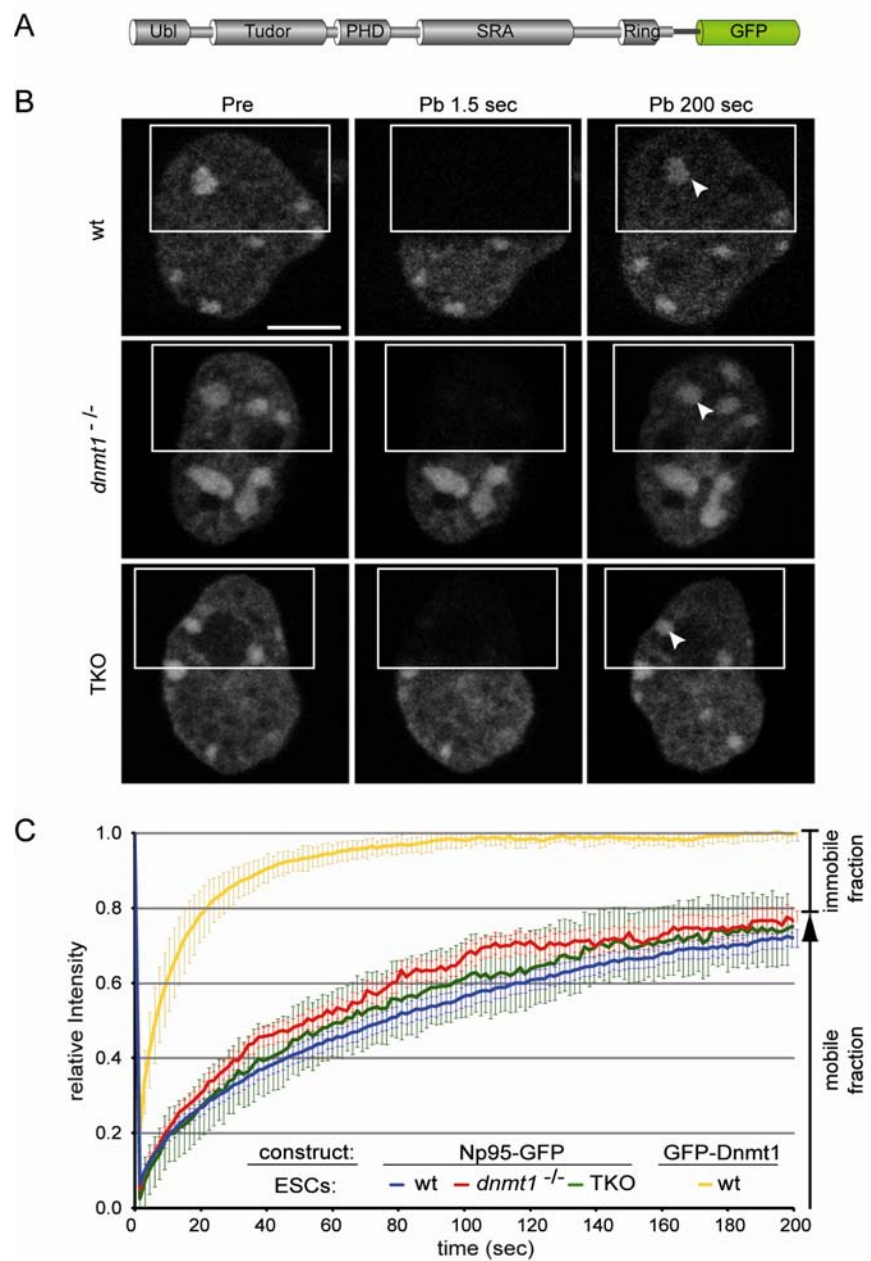 A
Ubl Tudor PHD SRA Ring GFP
B
Pre Pb 1.5 sec Pb 200 sec
wt
dnmt1 -/-
TKO
C
1.0
0.8
0.6
0.4
0.2
0.0
relative Intensity
immobile fraction
mobile fraction
construct: Np95-GFP GFP-Dnmt1
ESCs: wt dnmt1 -/- TKO wt
0 20 40 60 80 100 120 140 160 180 200
time (sec)